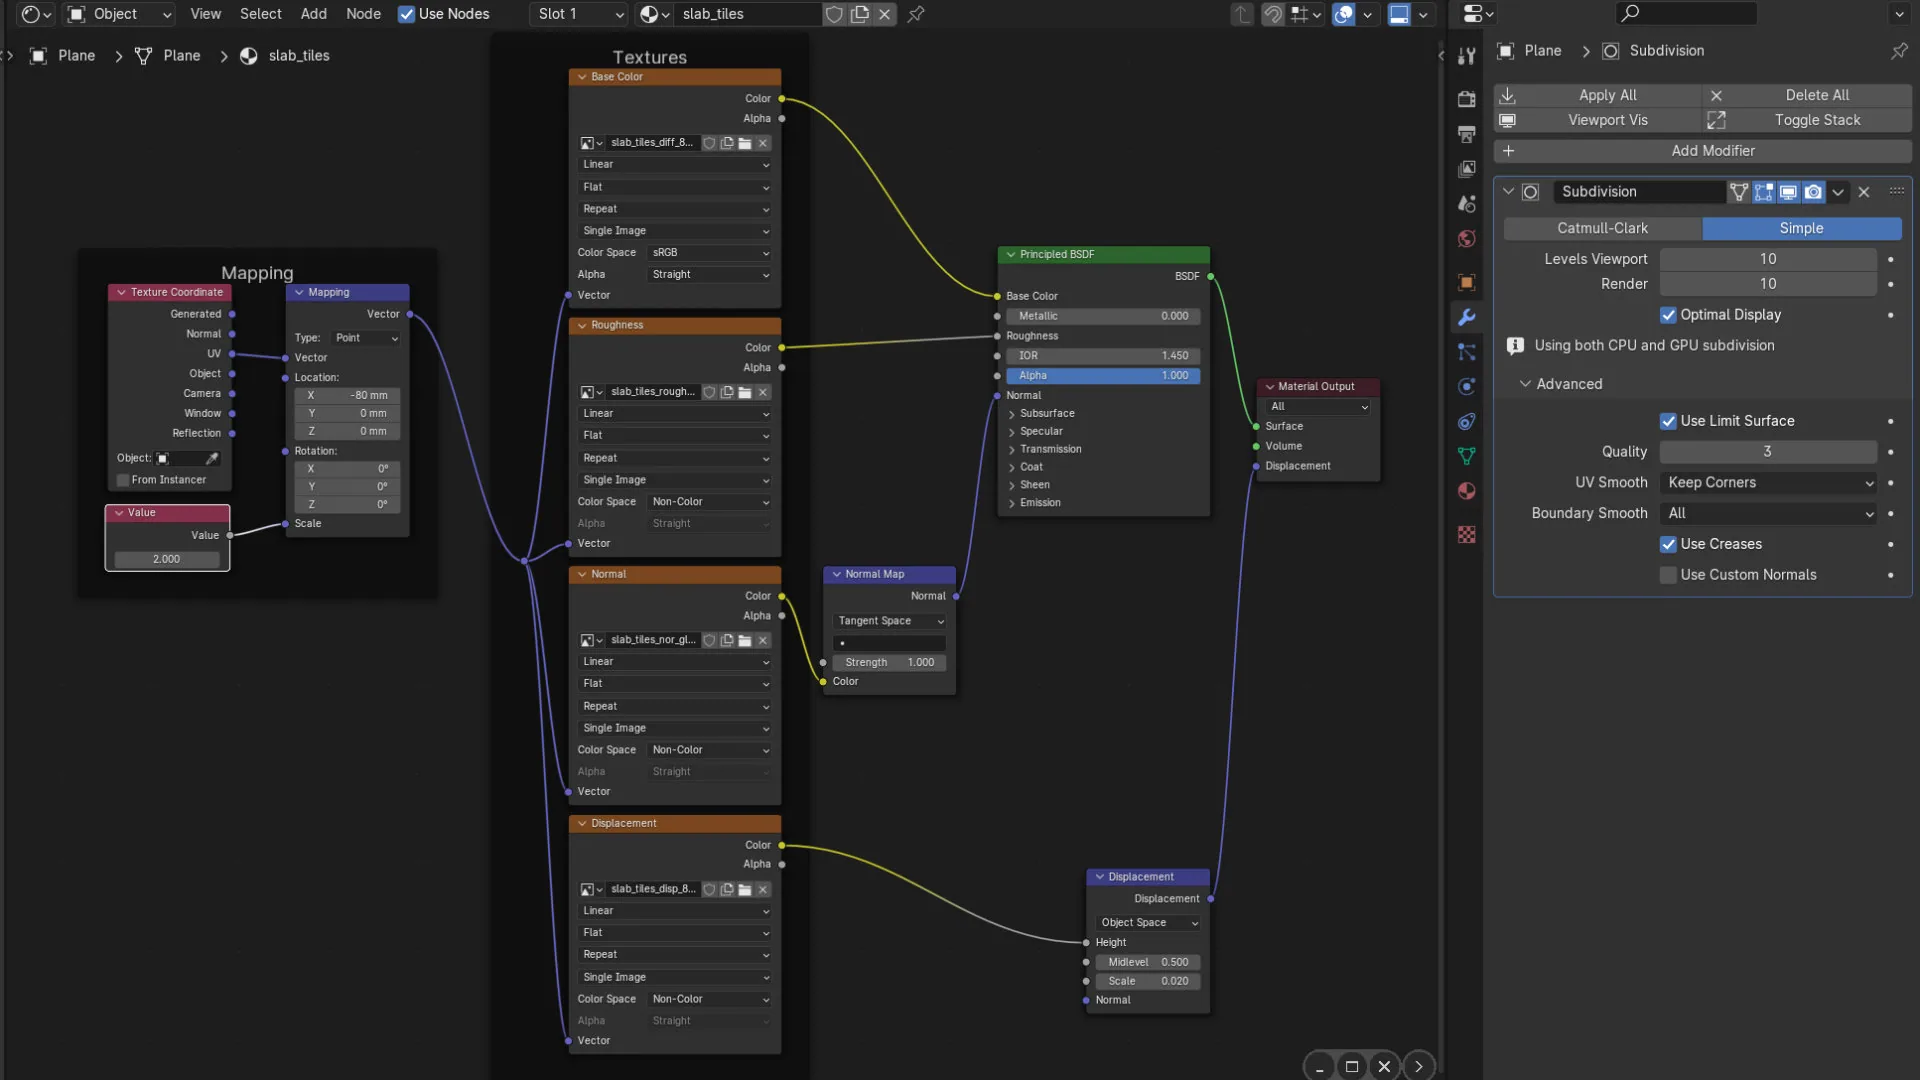 Object
View
Select
Add
Node
Use Nodes
Slot 1
slab_tiles
Plane
Plane
slab_tiles
Mapping
Texture Coordinate
Generated
Normal
UV
Object
Camera
Window
Reflection
Object:
From Instancer
Value
Value
2.000
Mapping
Vector
Type: Point
Vector
Location:
X -80 mm
Y 0 mm
Z 0 mm
Rotation:
X 0°
Y 0°
Z 0°
Scale
Textures
Base Color
Color
Alpha
slab_tiles_diff_8...
Linear
Flat
Repeat
Single Image
Color Space sRGB
Alpha Straight
Vector
Roughness
Color
Alpha
slab_tiles_rough...
Linear
Flat
Repeat
Single Image
Color Space Non-Color
Alpha Straight
Vector
Normal
Color
Alpha
slab_tiles_nor_gl...
Linear
Flat
Repeat
Single Image
Color Space Non-Color
Alpha Straight
Vector
Displacement
Color
Alpha
slab_tiles_disp_8...
Linear
Flat
Repeat
Single Image
Color Space Non-Color
Alpha Straight
Vector
Normal Map
Normal
Tangent Space
Strength 1.000
Color
Principled BSDF
BSDF
Base Color
Metallic 0.000
Roughness
IOR 1.450
Alpha 1.000
Normal
Subsurface
Specular
Transmission
Coat
Sheen
Emission
Displacement
Displacement
Object Space
Height
Midlevel 0.500
Scale 0.020
Normal
Material Output
All
Surface
Volume
Displacement
Plane
Subdivision
Apply All
Delete All
Viewport Vis
Toggle Stack
Add Modifier
Subdivision
Catmull-Clark
Simple
Levels Viewport 10
Render 10
Optimal Display
Using both CPU and GPU subdivision
Advanced
Use Limit Surface
Quality 3
UV Smooth Keep Corners
Boundary Smooth All
Use Creases
Use Custom Normals